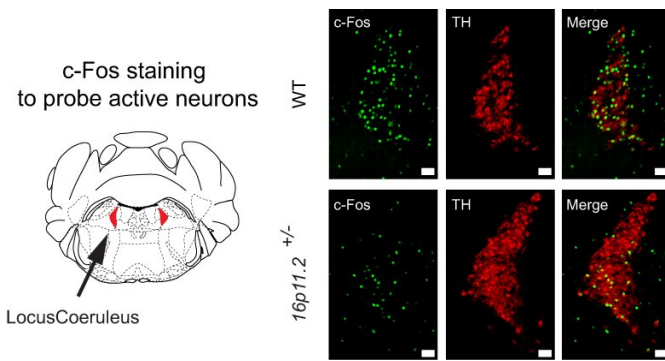 c-Fos staining
to probe active neurons
LocusCoeruleus
c-Fos TH Merge
WT
c-Fos TH Merge
16p11.2 +/-